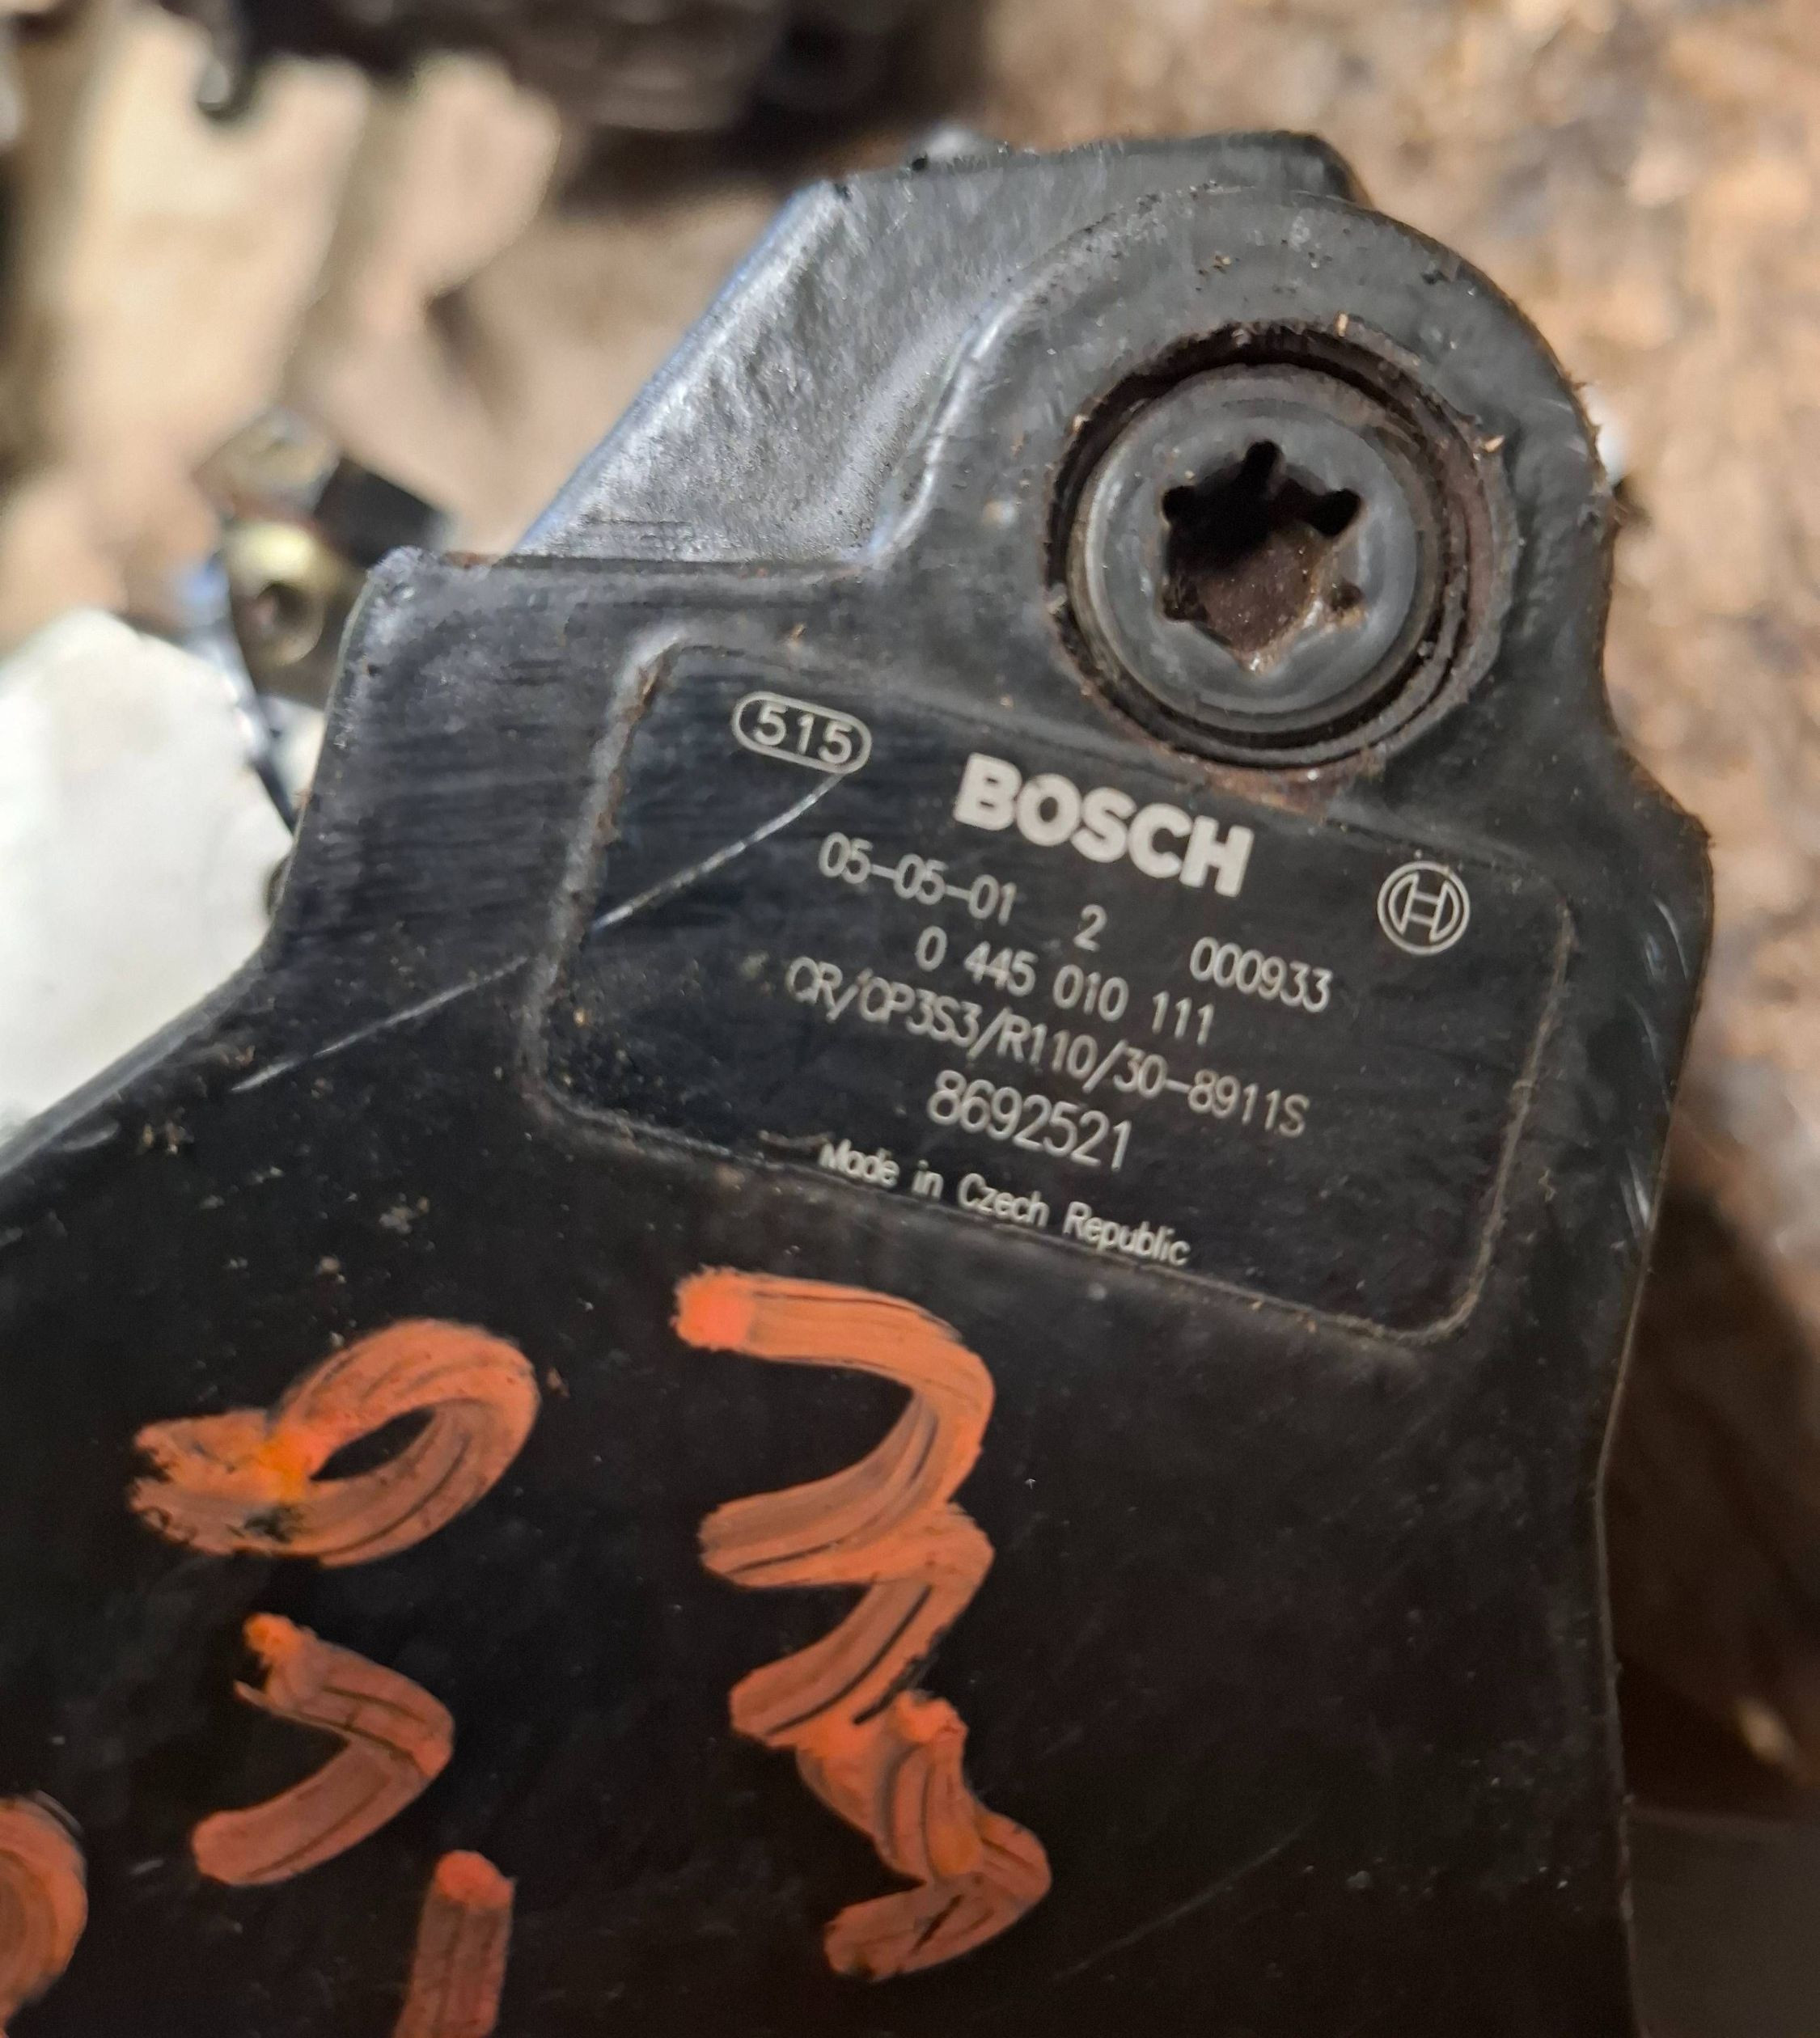 515
BOSCH
05-05-01 2 000933
0 445 010 111
CR/CP3S3/R110/30-8911S
8692521
Made in Czech Republic